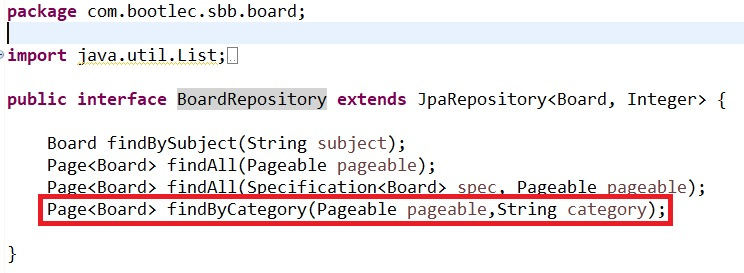 package com.bootlec.sbb.board;
import java.util.List;
public interface BoardRepository extends JpaRepository<Board, Integer> {
Board findBySubject(String subject);
Page<Board> findAll(Pageable pageable);
Page<Board> findAll(Specification<Board> spec, Pageable pageable);
Page<Board> findByCategory(Pageable pageable,String category);
}